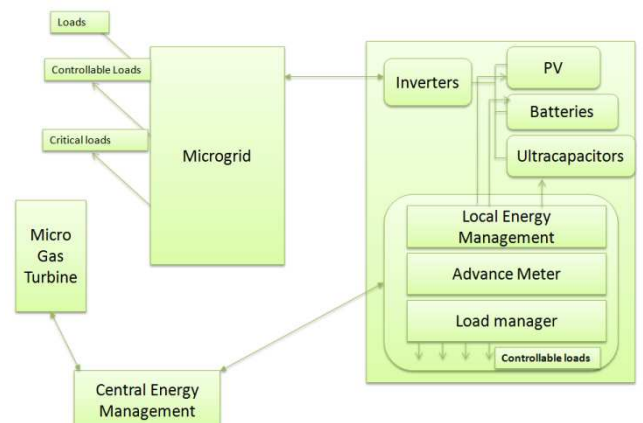 Loads
Controllable Loads
Critical loads
Microgrid
Micro
Gas
Turbine
Central Energy
Management
Inverters
PV
Batteries
Ultracapacitors
Local Energy
Management
Advance Meter
Load manager
Controllable loads